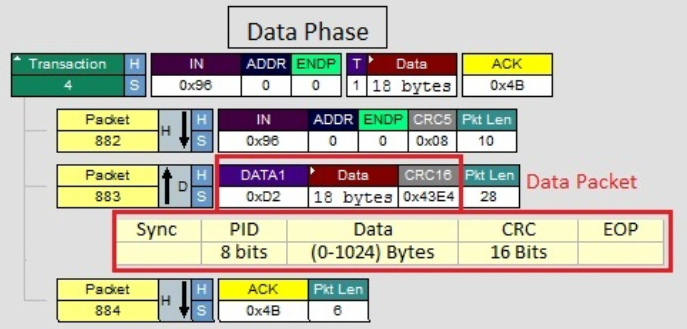 Data Phase
Transaction H IN ADDR ENDP T Data ACK
4 S 0x96 0 0 1 18 bytes 0x4B
Packet H H IN ADDR ENDP CRC5 Pkt Len
882 S 0x96 0 0 0x08 10
Packet D H DATA1 Data CRC16 Pkt Len
883 S 0xD2 18 bytes 0x43E4 28
Data Packet
Sync PID Data CRC EOP
8 bits (0-1024) Bytes 16 Bits
Packet H H ACK Pkt Len
884 S 0x4B 6